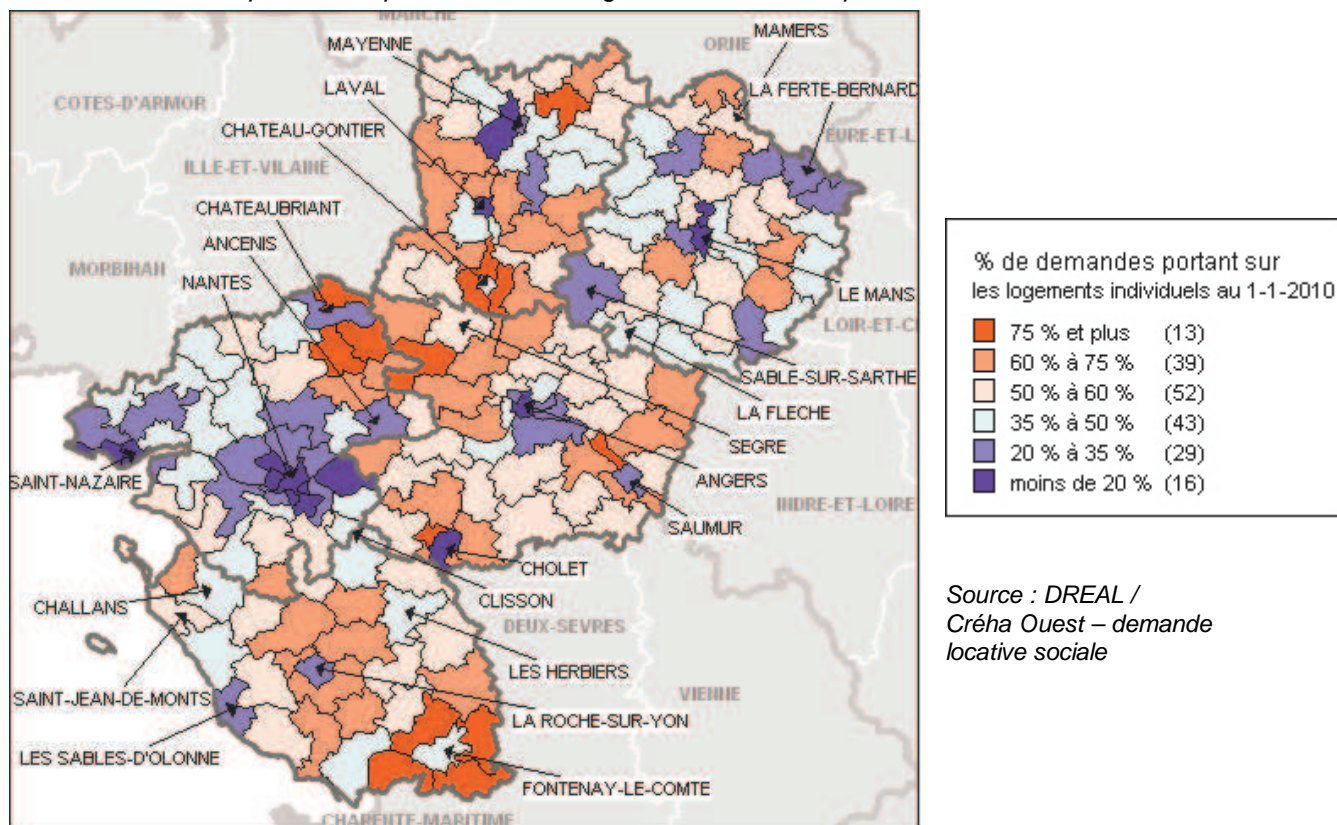 MANCHE
MAYENNE
ORNE
MAMERS
COTES-D'ARMOR
LAVAL
LA FERTE-BERNARD
CHATEAU-GONTIER
EURE-ET-L
ILLE-ET-VILAINE
CHATEAUBRIANT
ANCENIS
MORBIHAN
NANTES
LE MANS
LOIR-ET-C
SABLE-SUR-SARTHE
LA FLECHE
SEGRE
SAINT-NAZAIRE
ANGERS
INDRE-ET-LOIRE
SAUMUR
CHOLET
CHALLANS
CLISSON
DEUX-SEVRES
LES HERBIERS
SAINT-JEAN-DE-MONTS
VIENNE
LA ROCHE-SUR-YON
LES SABLES-D'OLONNE
FONTENAY-LE-COMTE
CHARENTE-MARITIME
% de demandes portant sur
les logements individuels au 1-1-2010
75 % et plus (13)
60 % à 75 % (39)
50 % à 60 % (52)
35 % à 50 % (43)
20 % à 35 % (29)
moins de 20 % (16)
Source : DREAL /
Créha Ouest – demande
locative sociale